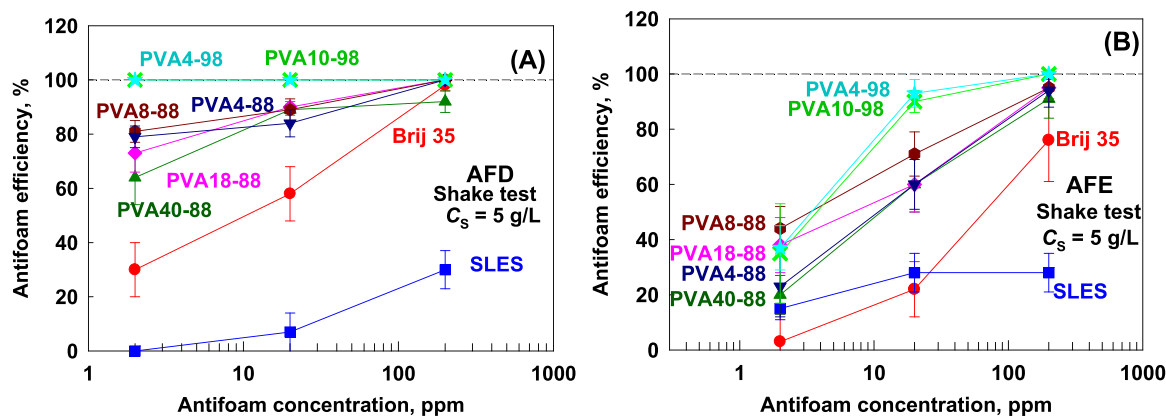 (A)
Antifoam efficiency, %
120
100
80
60
40
20
0
PVA4-98
PVA10-98
PVA8-88
PVA4-88
Brij 35
PVA18-88
PVA40-88
AFD
Shake test
CS = 5 g/L
SLES
1
10
100
1000
Antifoam concentration, ppm
(B)
Antifoam efficiency, %
120
100
80
60
40
20
0
PVA4-98
PVA10-98
Brij 35
AFE
Shake test
CS = 5 g/L
PVA8-88
PVA18-88
PVA4-88
PVA40-88
SLES
1
10
100
1000
Antifoam concentration, ppm